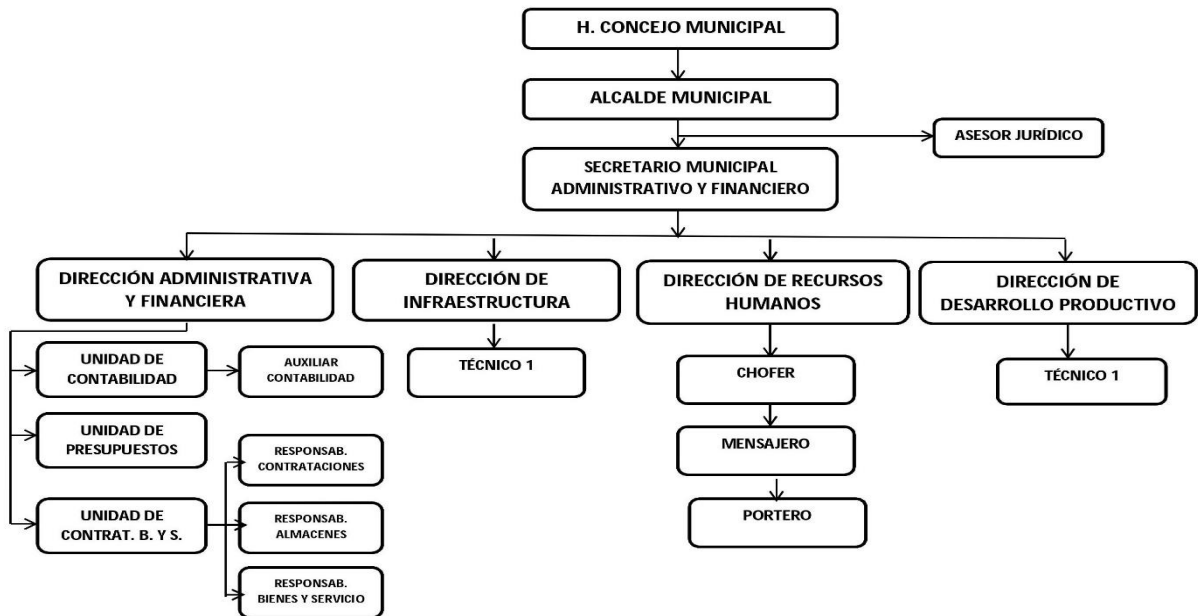 H. CONCEJO MUNICIPAL
ALCALDE MUNICIPAL
ASESOR JURÍDICO
SECRETARIO MUNICIPAL
ADMINISTRATIVO Y FINANCIERO
DIRECCIÓN ADMINISTRATIVA
Y FINANCIERA
DIRECCIÓN DE
INFRAESTRUCTURA
DIRECCIÓN DE RECURSOS
HUMANOS
DIRECCIÓN DE
DESARROLLO PRODUCTIVO
UNIDAD DE
CONTABILIDAD
AUXILIAR
CONTABILIDAD
TÉCNICO 1
CHOFER
TÉCNICO 1
UNIDAD DE
PRESUPUESTOS
RESPONSAB.
CONTRATACIONES
MENSAJERO
UNIDAD DE
CONTRAT. B. Y S.
RESPONSAB.
ALMACENES
PORTERO
RESPONSAB.
BIENES Y SERVICIO